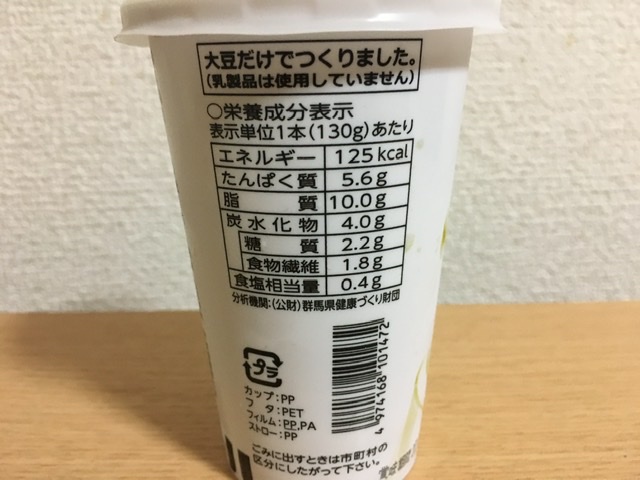 大豆だけでつくりました。
(乳製品は使用していません)
○栄養成分表示
表示単位1本(130g)あたり
エネルギー 125kcal
たんぱく質 5.6g
脂質 10.0g
炭水化物 4.0g
糖質 2.2g
食物繊維 1.8g
食塩相当量 0.4g
分析機関:(公財)群馬県健康づくり財団
プラ
カップ:PP
フタ:PET
フィルム:PP,PA
ストロー:PP
4 974168 101472
ごみに出すときは市町村の
区分にしたがって下さい。